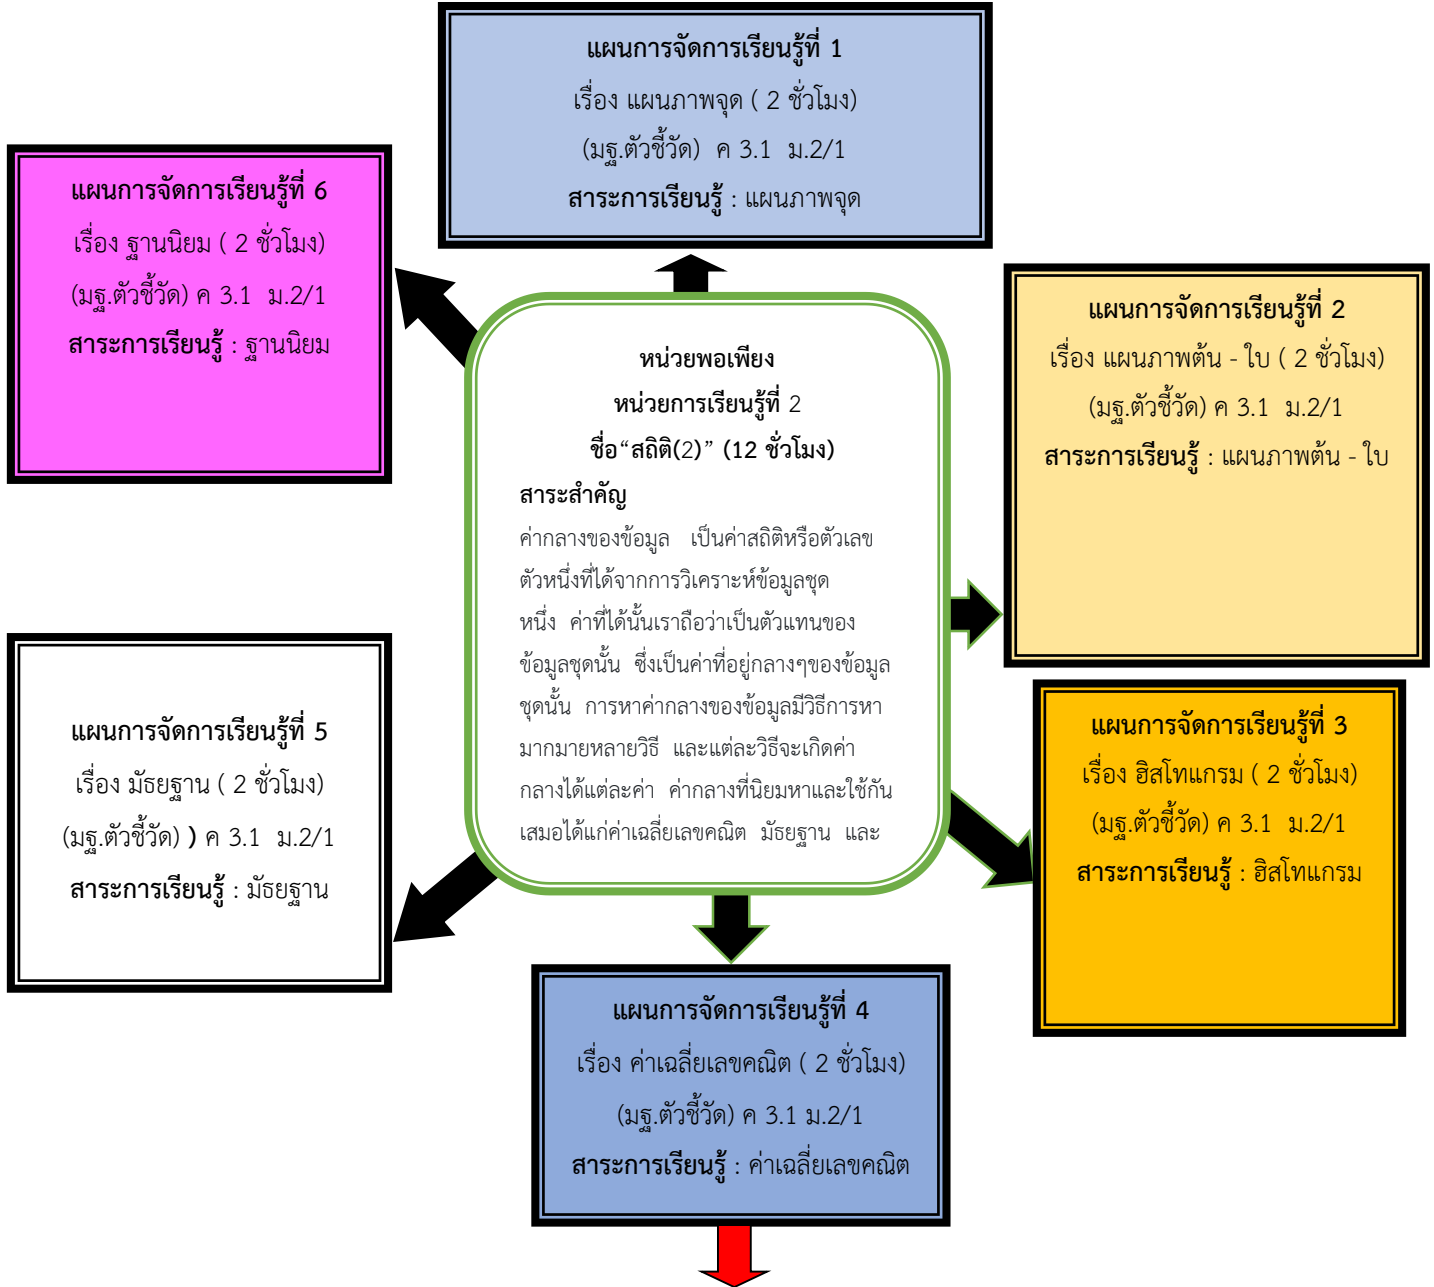 แผนการจัดการเรียนรู้ที่ 1
เรื่อง แผนภาพจุด ( 2 ชั่วโมง)
(มฐ.ตัวชี้วัด) ค 3.1 ม.2/1
สาระการเรียนรู้ : แผนภาพจุด
แผนการจัดการเรียนรู้ที่ 6
เรื่อง ฐานนิยม ( 2 ชั่วโมง)
(มฐ.ตัวชี้วัด) ค 3.1 ม.2/1
สาระการเรียนรู้ : ฐานนิยม
แผนการจัดการเรียนรู้ที่ 2
เรื่อง แผนภาพต้น - ใบ ( 2 ชั่วโมง)
(มฐ.ตัวชี้วัด) ค 3.1 ม.2/1
สาระการเรียนรู้ : แผนภาพต้น - ใบ
หน่วยพอเพียง
หน่วยการเรียนรู้ที่ 2
ชื่อ“สถิติ(2)” (12 ชั่วโมง)
สาระสำคัญ
ค่ากลางของข้อมูล เป็นค่าสถิติหรือตัวเลข
ตัวหนึ่งที่ได้จากการวิเคราะห์ข้อมูลชุด
หนึ่ง ค่าที่ได้นั้นเราถือว่าเป็นตัวแทนของ
ข้อมูลชุดนั้น ซึ่งเป็นค่าที่อยู่กลางๆของข้อมูล
ชุดนั้น การหาค่ากลางของข้อมูลมีวิธีการหา
มากมายหลายวิธี และแต่ละวิธีจะเกิดค่า
กลางได้แต่ละค่า ค่ากลางที่นิยมหาและใช้กัน
เสมอได้แก่ค่าเฉลี่ยเลขคณิต มัธยฐาน และ
แผนการจัดการเรียนรู้ที่ 5
เรื่อง มัธยฐาน ( 2 ชั่วโมง)
(มฐ.ตัวชี้วัด) ) ค 3.1 ม.2/1
สาระการเรียนรู้ : มัธยฐาน
แผนการจัดการเรียนรู้ที่ 3
เรื่อง ฮิสโทแกรม ( 2 ชั่วโมง)
(มฐ.ตัวชี้วัด) ค 3.1 ม.2/1
สาระการเรียนรู้ : ฮิสโทแกรม
แผนการจัดการเรียนรู้ที่ 4
เรื่อง ค่าเฉลี่ยเลขคณิต ( 2 ชั่วโมง)
(มฐ.ตัวชี้วัด) ค 3.1 ม.2/1
สาระการเรียนรู้ : ค่าเฉลี่ยเลขคณิต